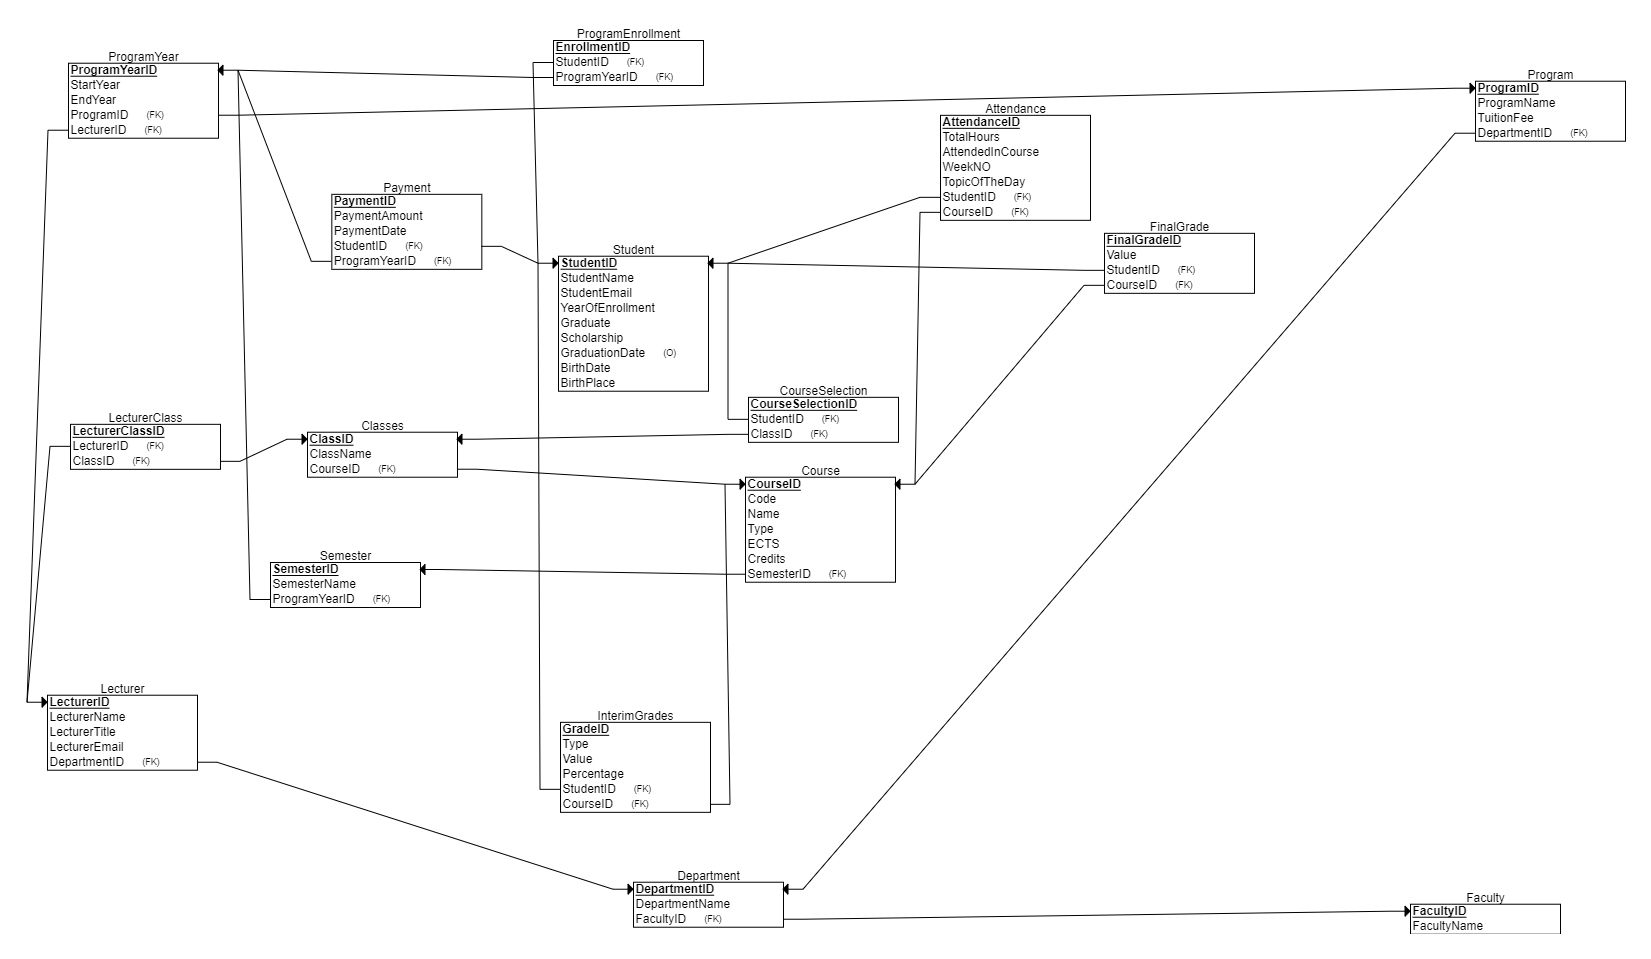 ProgramYear
ProgramYearID
StartYear
EndYear
ProgramID (FK)
LecturerID (FK)
ProgramEnrollment
EnrollmentID
StudentID (FK)
ProgramYearID (FK)
Program
ProgramID
ProgramName
TuitionFee
DepartmentID (FK)
Attendance
AttendanceID
TotalHours
AttendedInCourse
WeekNO
TopicOfTheDay
StudentID (FK)
CourseID (FK)
Payment
PaymentID
PaymentAmount
PaymentDate
StudentID (FK)
ProgramYearID (FK)
Student
StudentID
StudentName
StudentEmail
YearOfEnrollment
Graduate
Scholarship
GraduationDate (O)
BirthDate
BirthPlace
FinalGrade
FinalGradeID
Value
StudentID (FK)
CourseID (FK)
CourseSelection
CourseSelectionID
StudentID (FK)
ClassID (FK)
LecturerClass
LecturerClassID
LecturerID (FK)
ClassID (FK)
Classes
ClassID
ClassName
CourseID (FK)
Course
CourseID
Code
Name
Type
ECTS
Credits
SemesterID (FK)
Semester
SemesterID
SemesterName
ProgramYearID (FK)
Lecturer
LecturerID
LecturerName
LecturerTitle
LecturerEmail
DepartmentID (FK)
InterimGrades
GradeID
Type
Value
Percentage
StudentID (FK)
CourseID (FK)
Department
DepartmentID
DepartmentName
FacultyID (FK)
Faculty
FacultyID
FacultyName